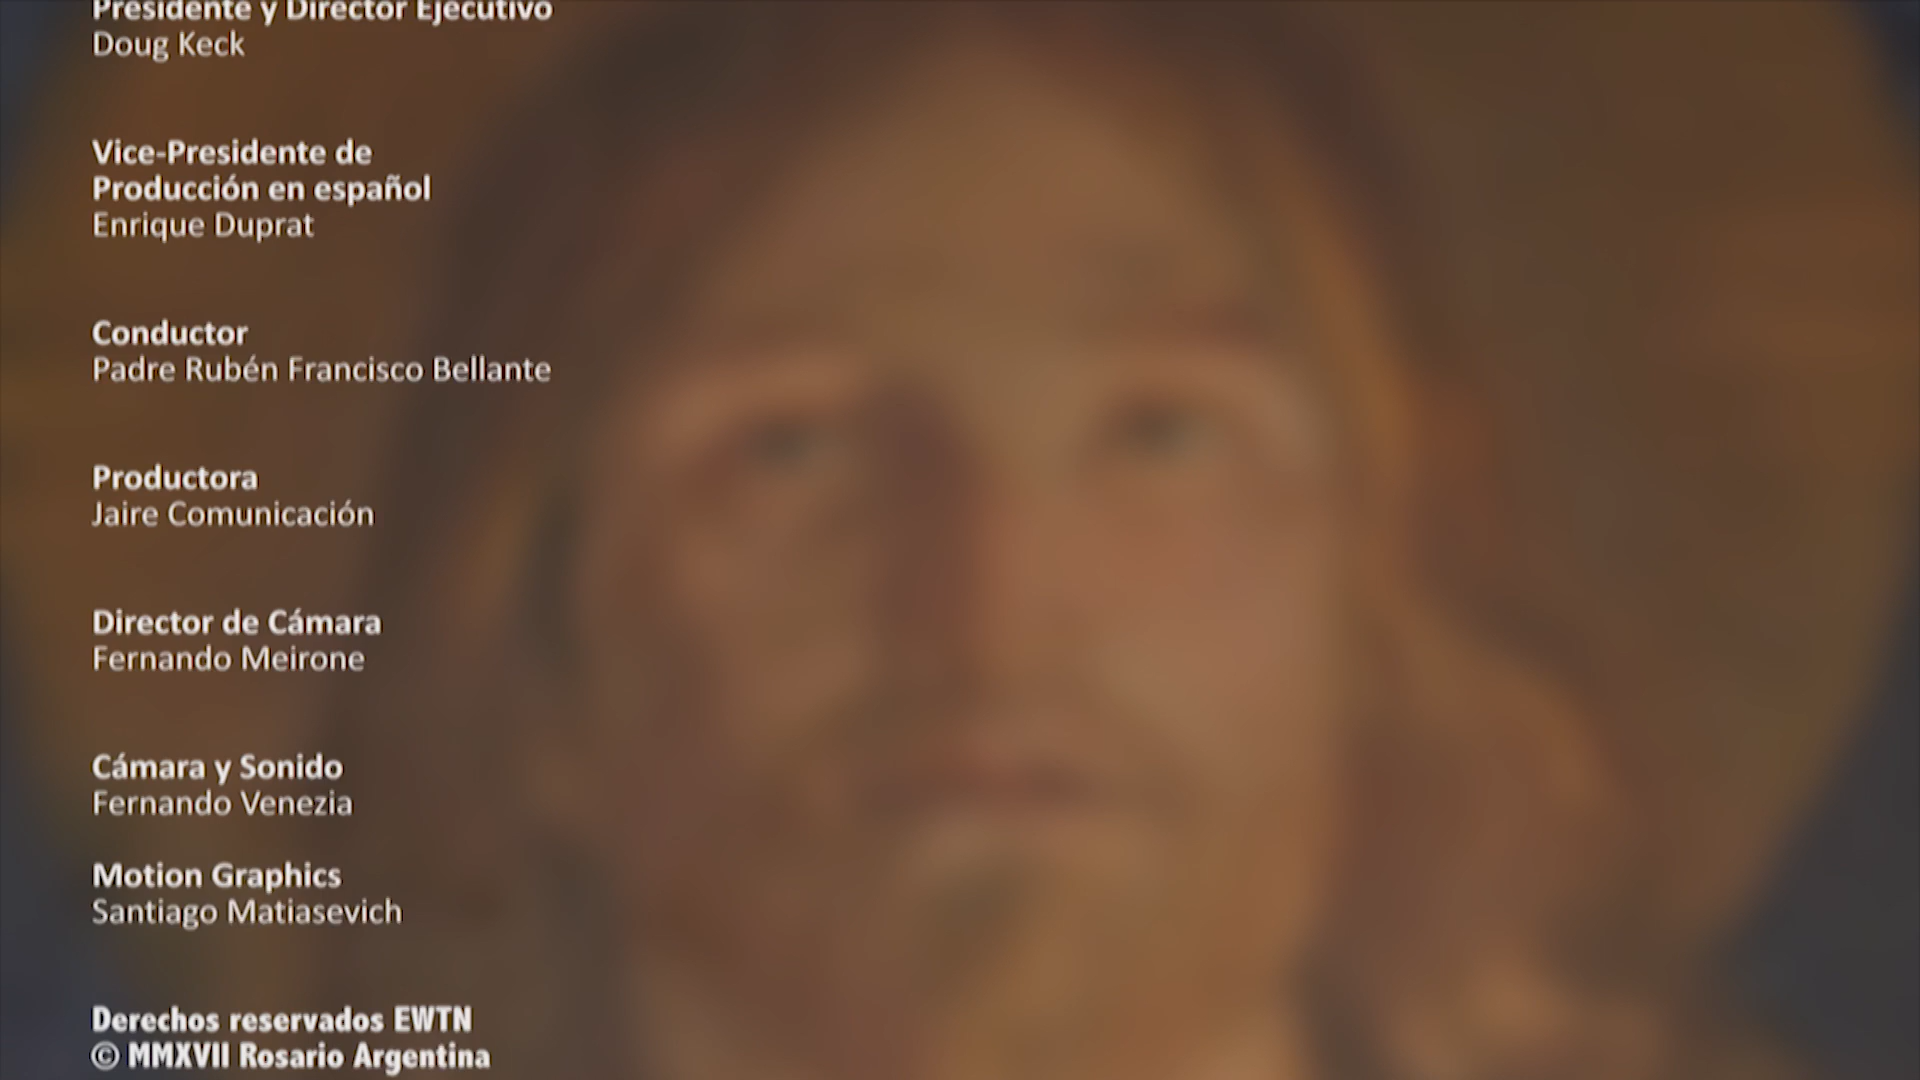 Presidente y Director Ejecutivo
Doug Keck
Vice-Presidente de
Producción en español
Enrique Duprat
Conductor
Padre Rubén Francisco Bellante
Productora
Jaire Comunicación
Director de Cámara
Fernando Meirone
Cámara y Sonido
Fernando Venezia
Motion Graphics
Santiago Matiasevich
Derechos reservados EWTN
© MMXVII Rosario Argentina